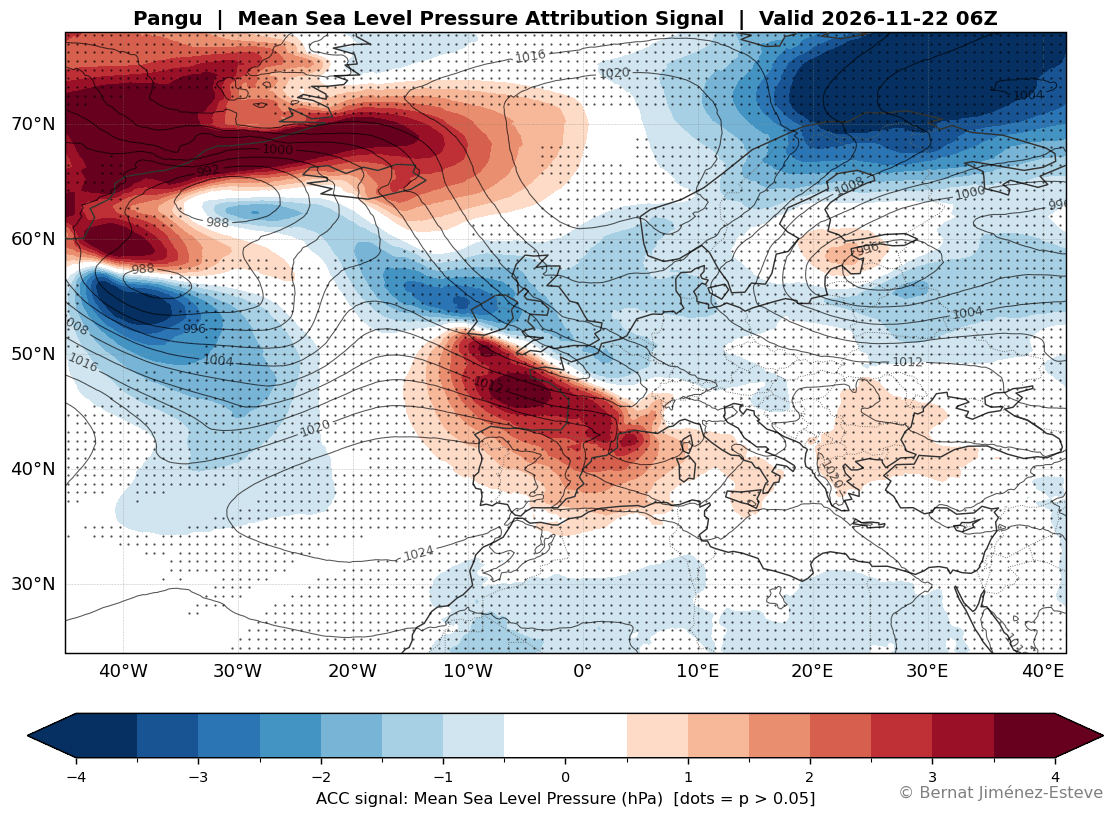 Pangu | Mean Sea Level Pressure Attribution Signal | Valid 2026-11-22 06Z
1016
1020
1004
70°N
1000
992
1008
988
1000
996
60°N
996
988
008
996
1004
1004
50°N
1016
1012
1012
1020
40°N
1020
1024
30°N
101
40°W 30°W 20°W 10°W 0° 10°E 20°E 30°E 40°E
−4 −3 −2 −1 0 1 2 3 4
ACC signal: Mean Sea Level Pressure (hPa) [dots = p > 0.05]
© Bernat Jiménez-Esteve